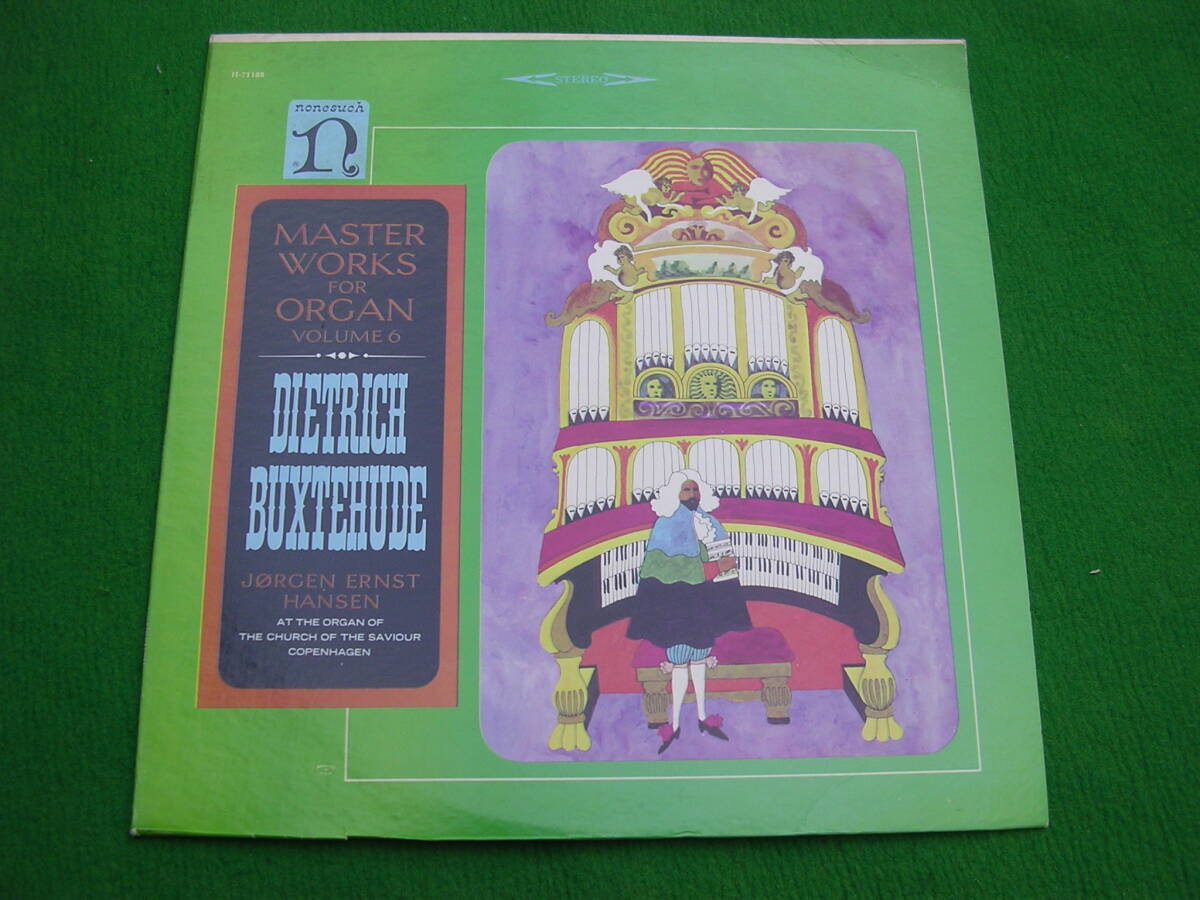 H-71188
STEREO
nonesuch
n
MASTER
WORKS
FOR
ORGAN
VOLUME 6
DIETRICH
BUXTEHUDE
JØRGEN ERNST
HANSEN
AT THE ORGAN OF
THE CHURCH OF THE SAVIOUR
COPENHAGEN